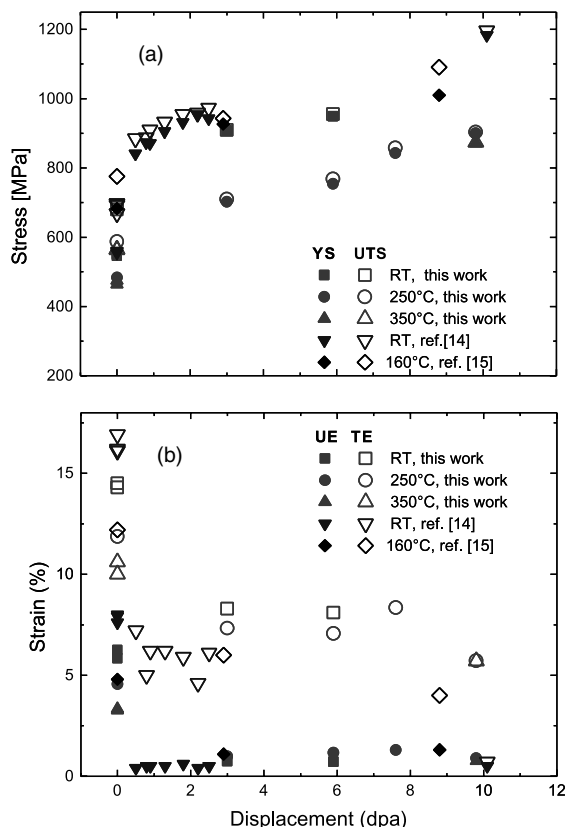 1200
(a)
1000
800
600
400
200
Stress [MPa]
YS UTS
RT, this work
250°C, this work
350°C, this work
RT, ref.[14]
160°C, ref. [15]
15
(b)
10
5
0
Strain (%)
UE TE
RT, this work
250°C, this work
350°C, this work
RT, ref. [14]
160°C, ref. [15]
0 2 4 6 8 10 12
Displacement (dpa)